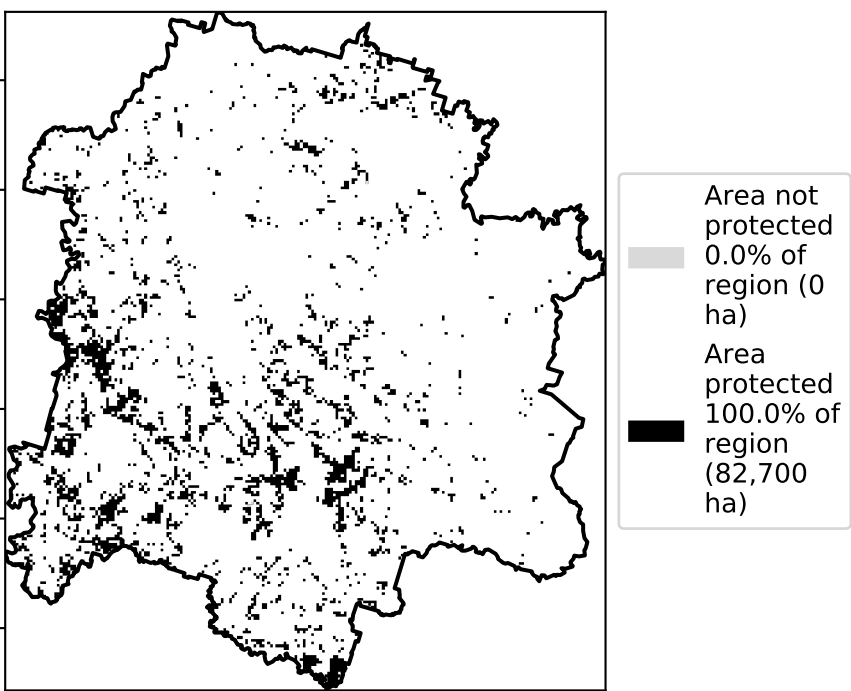 Area not
protected
0.0% of
region (0
ha)
Area
protected
100.0% of
region
(82,700
ha)